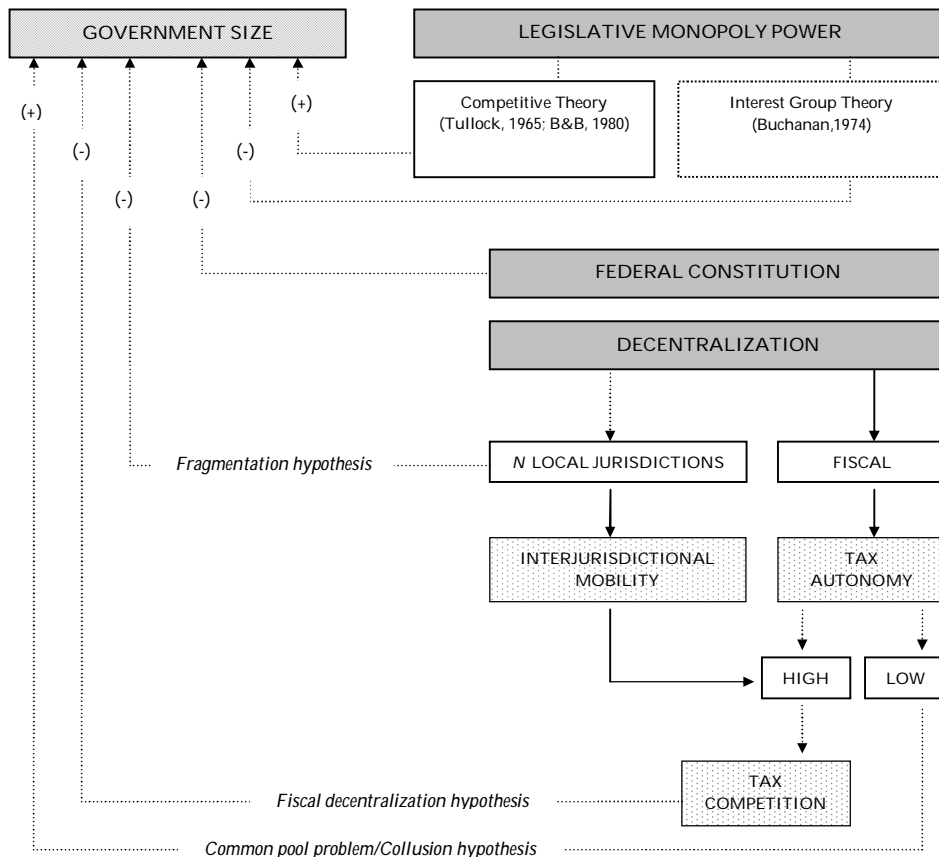 GOVERNMENT SIZE
LEGISLATIVE MONOPOLY POWER
(+)
(-)
(-)
(-)
(-)
(+)
Competitive Theory
(Tullock, 1965; B&B, 1980)
Interest Group Theory
(Buchanan,1974)
FEDERAL CONSTITUTION
DECENTRALIZATION
Fragmentation hypothesis
N LOCAL JURISDICTIONS
FISCAL
INTERJURISDICTIONAL
MOBILITY
TAX
AUTONOMY
HIGH
LOW
Fiscal decentralization hypothesis
TAX
COMPETITION
Common pool problem/Collusion hypothesis